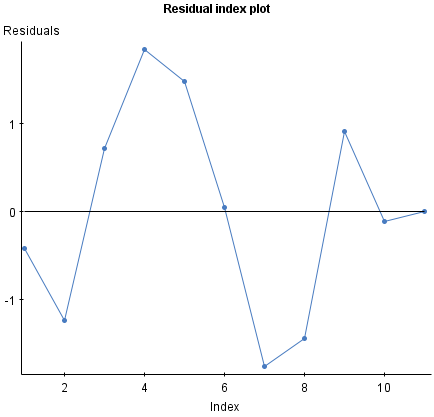 Residual index plot
Residuals
1
0
-1
2 4 6 8 10
Index